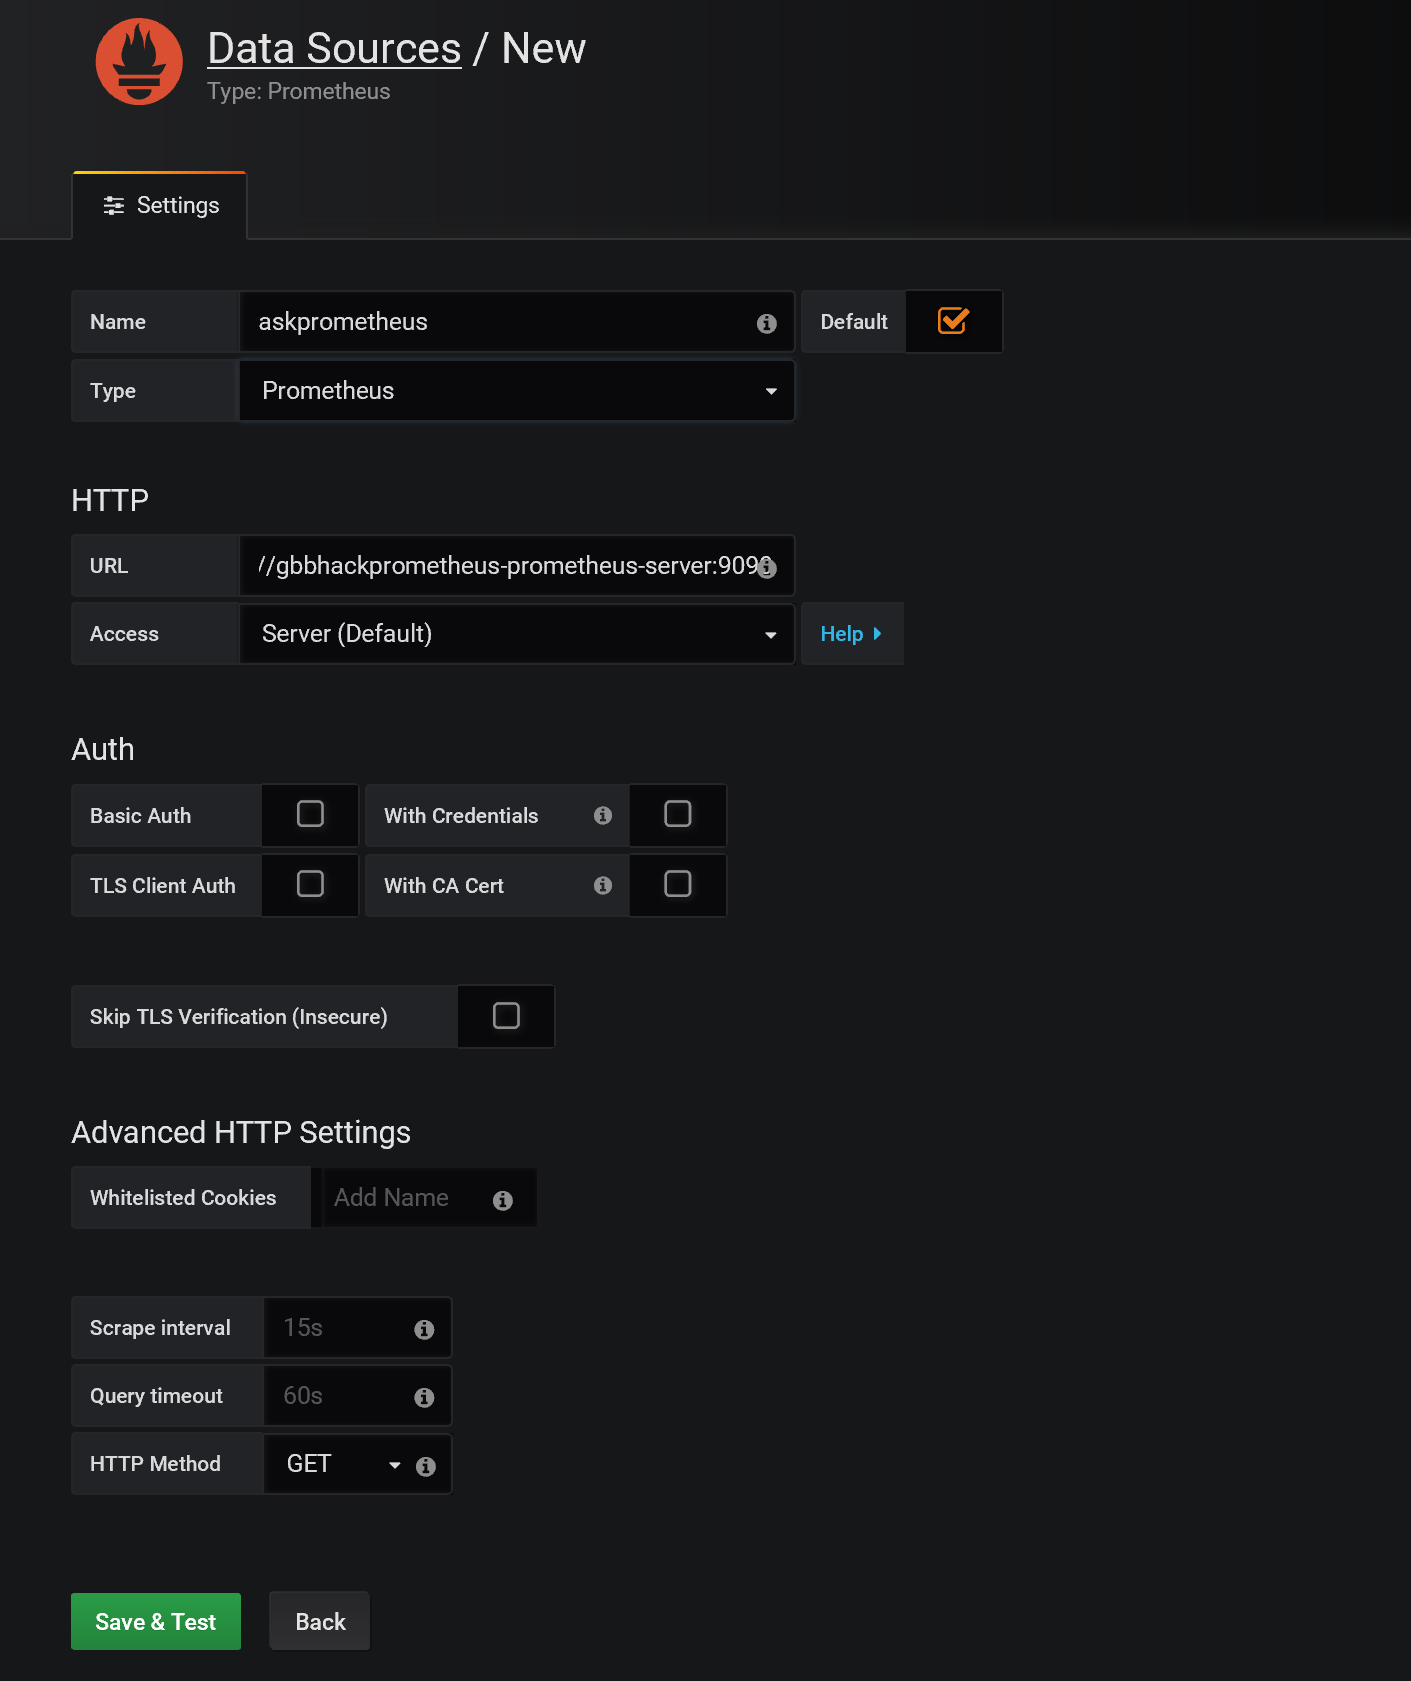 Data Sources / New
Type: Prometheus
Settings
Name askprometheus Default
Type Prometheus
HTTP
URL //gbbhackprometheus-prometheus-server:9090
Access Server (Default) Help
Auth
Basic Auth With Credentials
TLS Client Auth With CA Cert
Skip TLS Verification (Insecure)
Advanced HTTP Settings
Whitelisted Cookies Add Name
Scrape interval 15s
Query timeout 60s
HTTP Method GET
Save & Test Back